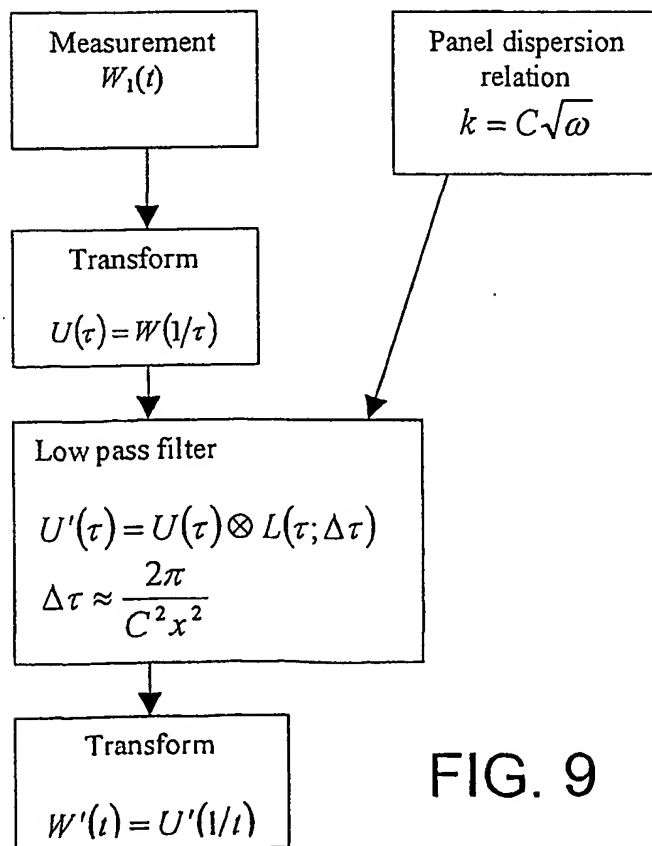 Measurement
W₁(t)
Panel dispersion
relation
k = C√ω
Transform
U(τ) = W(1/τ)
Low pass filter
U'(τ) = U(τ) ⊗ L(τ; Δτ)
Δτ ≈ 2π / C²x²
Transform
W'(t) = U'(1/t)
FIG. 9